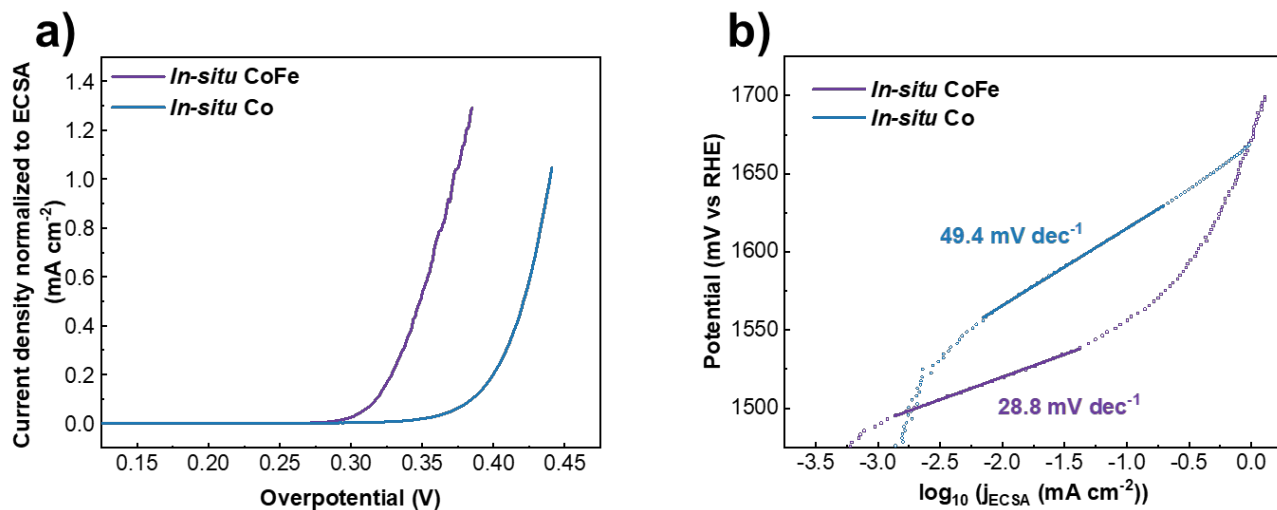 a)
In-situ CoFe
In-situ Co
Current density normalized to ECSA
(mA cm⁻²)
1.4
1.2
1.0
0.8
0.6
0.4
0.2
0.0
0.15 0.20 0.25 0.30 0.35 0.40 0.45
Overpotential (V)
b)
In-situ CoFe
In-situ Co
Potential (mV vs RHE)
1700
1650
1600
1550
1500
49.4 mV dec⁻¹
28.8 mV dec⁻¹
-3.5 -3.0 -2.5 -2.0 -1.5 -1.0 -0.5 0.0
log₁₀ (j_ECSA (mA cm⁻²))